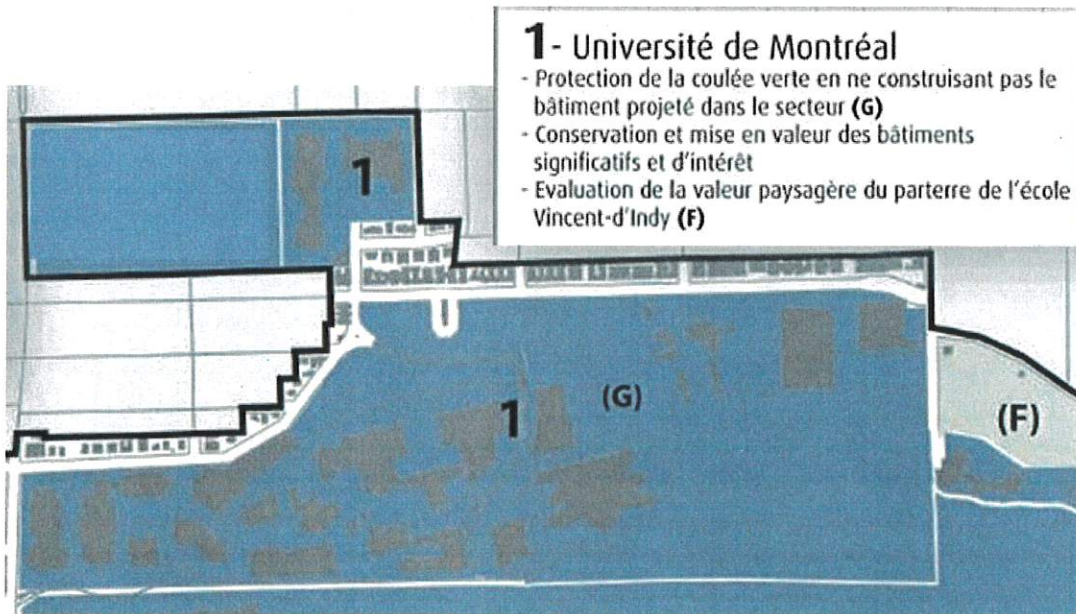 1- Université de Montréal
- Protection de la coulée verte en ne construisant pas le
bâtiment projeté dans le secteur (G)
- Conservation et mise en valeur des bâtiments
significatifs et d'intérêt
- Evaluation de la valeur paysagère du parterre de l'école
Vincent-d'Indy (F)
1
1
(G)
(F)